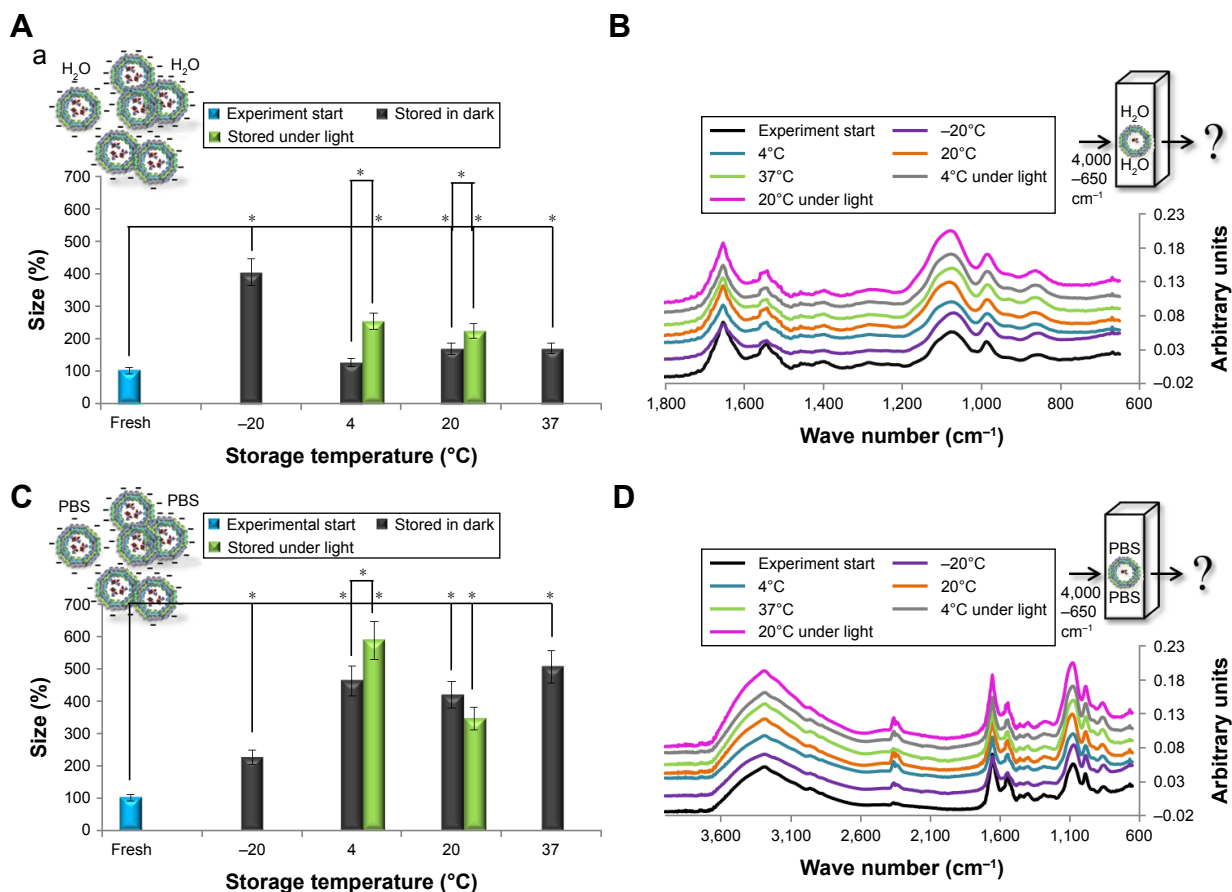 A
a
H2O
H2O
Experiment start
Stored in dark
Stored under light
700
600
500
400
300
200
100
0
Size (%)
* * * * * * * *
Fresh
–20
4
20
37
Storage temperature (°C)
B
Experiment start
–20°C
4°C
20°C
37°C
4°C under light
20°C under light
H2O
H2O
4,000
–650
cm–1
?
0.23
0.18
0.13
0.08
0.03
–0.02
Arbitrary units
1,800
1,600
1,400
1,200
1,000
800
600
Wave number (cm–1)
C
PBS
PBS
Experimental start
Stored in dark
Stored under light
700
600
500
400
300
200
100
0
Size (%)
* * * * * * *
Fresh
–20
4
20
37
Storage temperature (°C)
D
Experiment start
–20°C
4°C
20°C
37°C
4°C under light
20°C under light
PBS
PBS
4,000
–650
cm–1
?
0.23
0.18
0.13
0.08
0.03
–0.02
Arbitrary units
3,600
3,100
2,600
2,100
1,600
1,100
600
Wave number (cm–1)